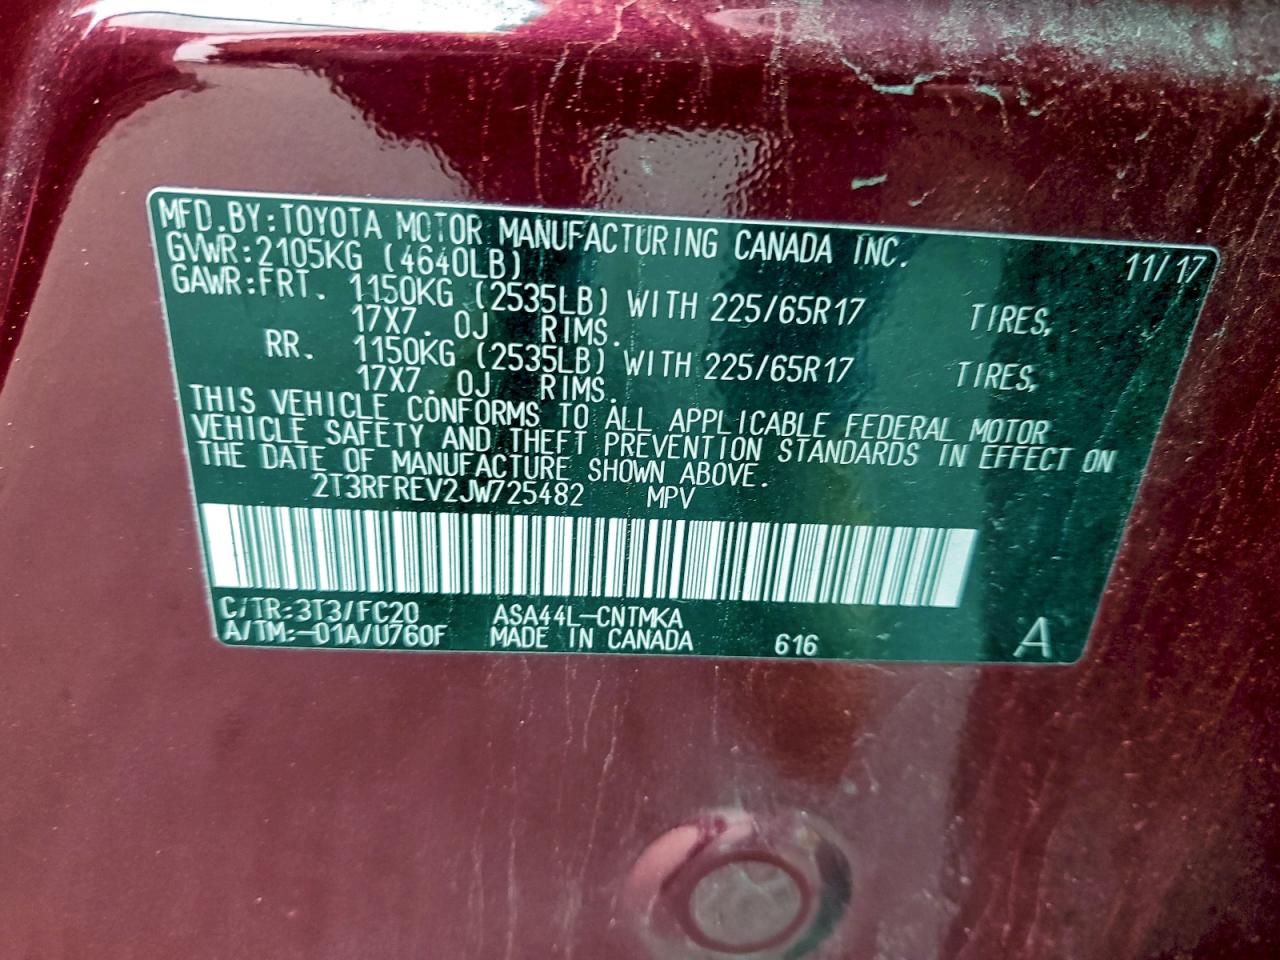 MFD.BY:TOYOTA MOTOR MANUFACTURING CANADA INC. 11/17
GVWR:2105KG (4640LB)
GAWR:FRT. 1150KG (2535LB) WITH 225/65R17 TIRES,
17X7. 0J RIMS.
RR. 1150KG (2535LB) WITH 225/65R17 TIRES,
17X7. 0J RIMS.
THIS VEHICLE CONFORMS TO ALL APPLICABLE FEDERAL MOTOR
VEHICLE SAFETY AND THEFT PREVENTION STANDARDS IN EFFECT ON
THE DATE OF MANUFACTURE SHOWN ABOVE.
2T3RFREV2JW725482 MPV
C/TR:3T3/FC20 ASA44L-CNTMKA
A/TM:-01A/U760F MADE IN CANADA 616 A